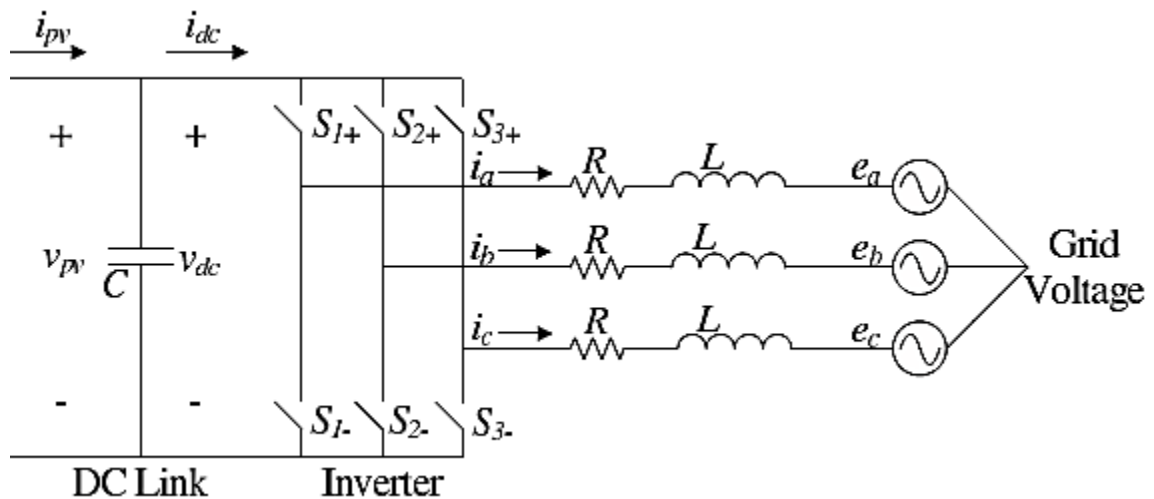 i_pv i_dc
+ +
S_1+ S_2+ S_3+
i_a R L e_a
v_pv C v_dc
i_b R L e_b
Grid
Voltage
i_c R L e_c
- -
S_1- S_2- S_3-
DC Link Inverter